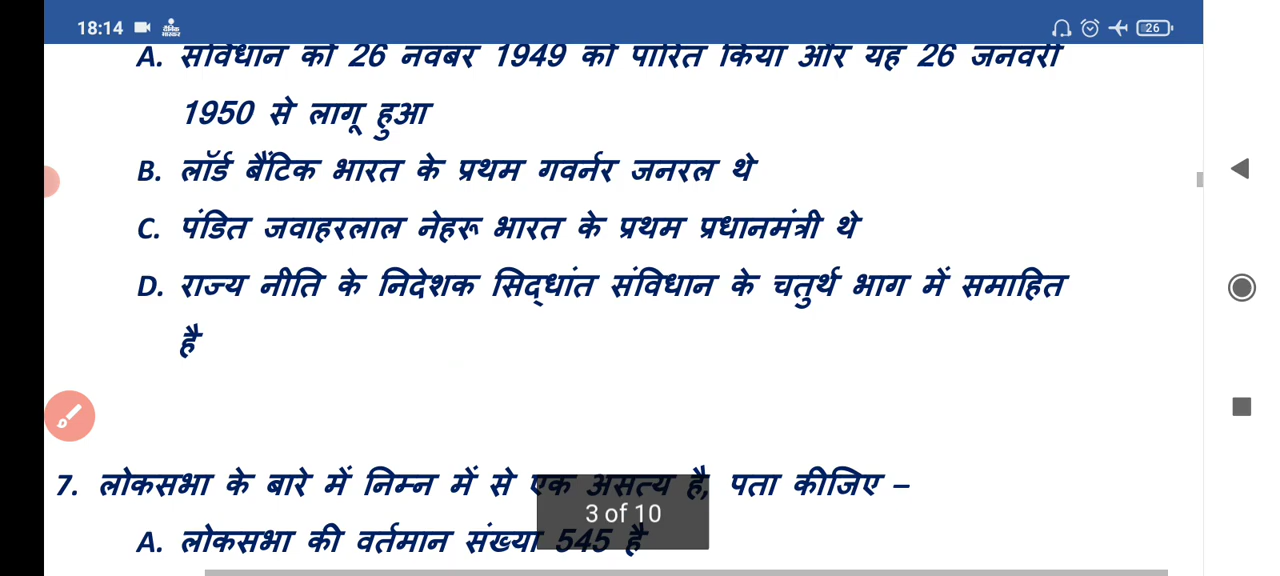 18:14
26
A. संविधान को 26 नवंबर 1949 को पारित किया और यह 26 जनवरी
1950 से लागू हुआ
B. लॉर्ड बैंटिक भारत के प्रथम गवर्नर जनरल थे
C. पंडित जवाहरलाल नेहरू भारत के प्रथम प्रधानमंत्री थे
D. राज्य नीति के निदेशक सिद्धांत संविधान के चतुर्थ भाग में समाहित
है
7. लोकसभा के बारे में निम्न में से एक असत्य है, पता कीजिए –
3 of 10
A. लोकसभा की वर्तमान संख्या 545 है